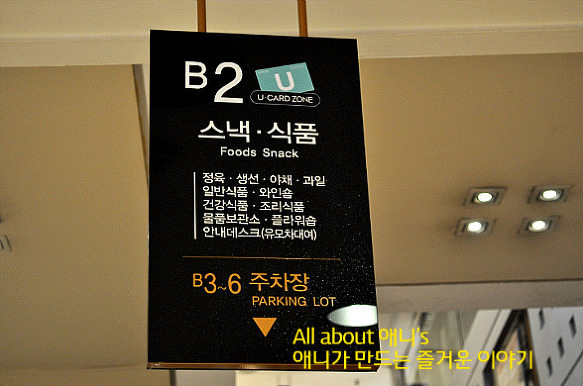 B2
U
U-CARD ZONE
스낵·식품
Foods Snack
정육·생선·야채·과일
일반식품·와인숍
건강식품·조리식품
물품보관소·플라워숍
안내데스크(유모차대여)
B3~6 주차장
PARKING LOT
All about 애니's
애니가 만드는 즐거운 이야기